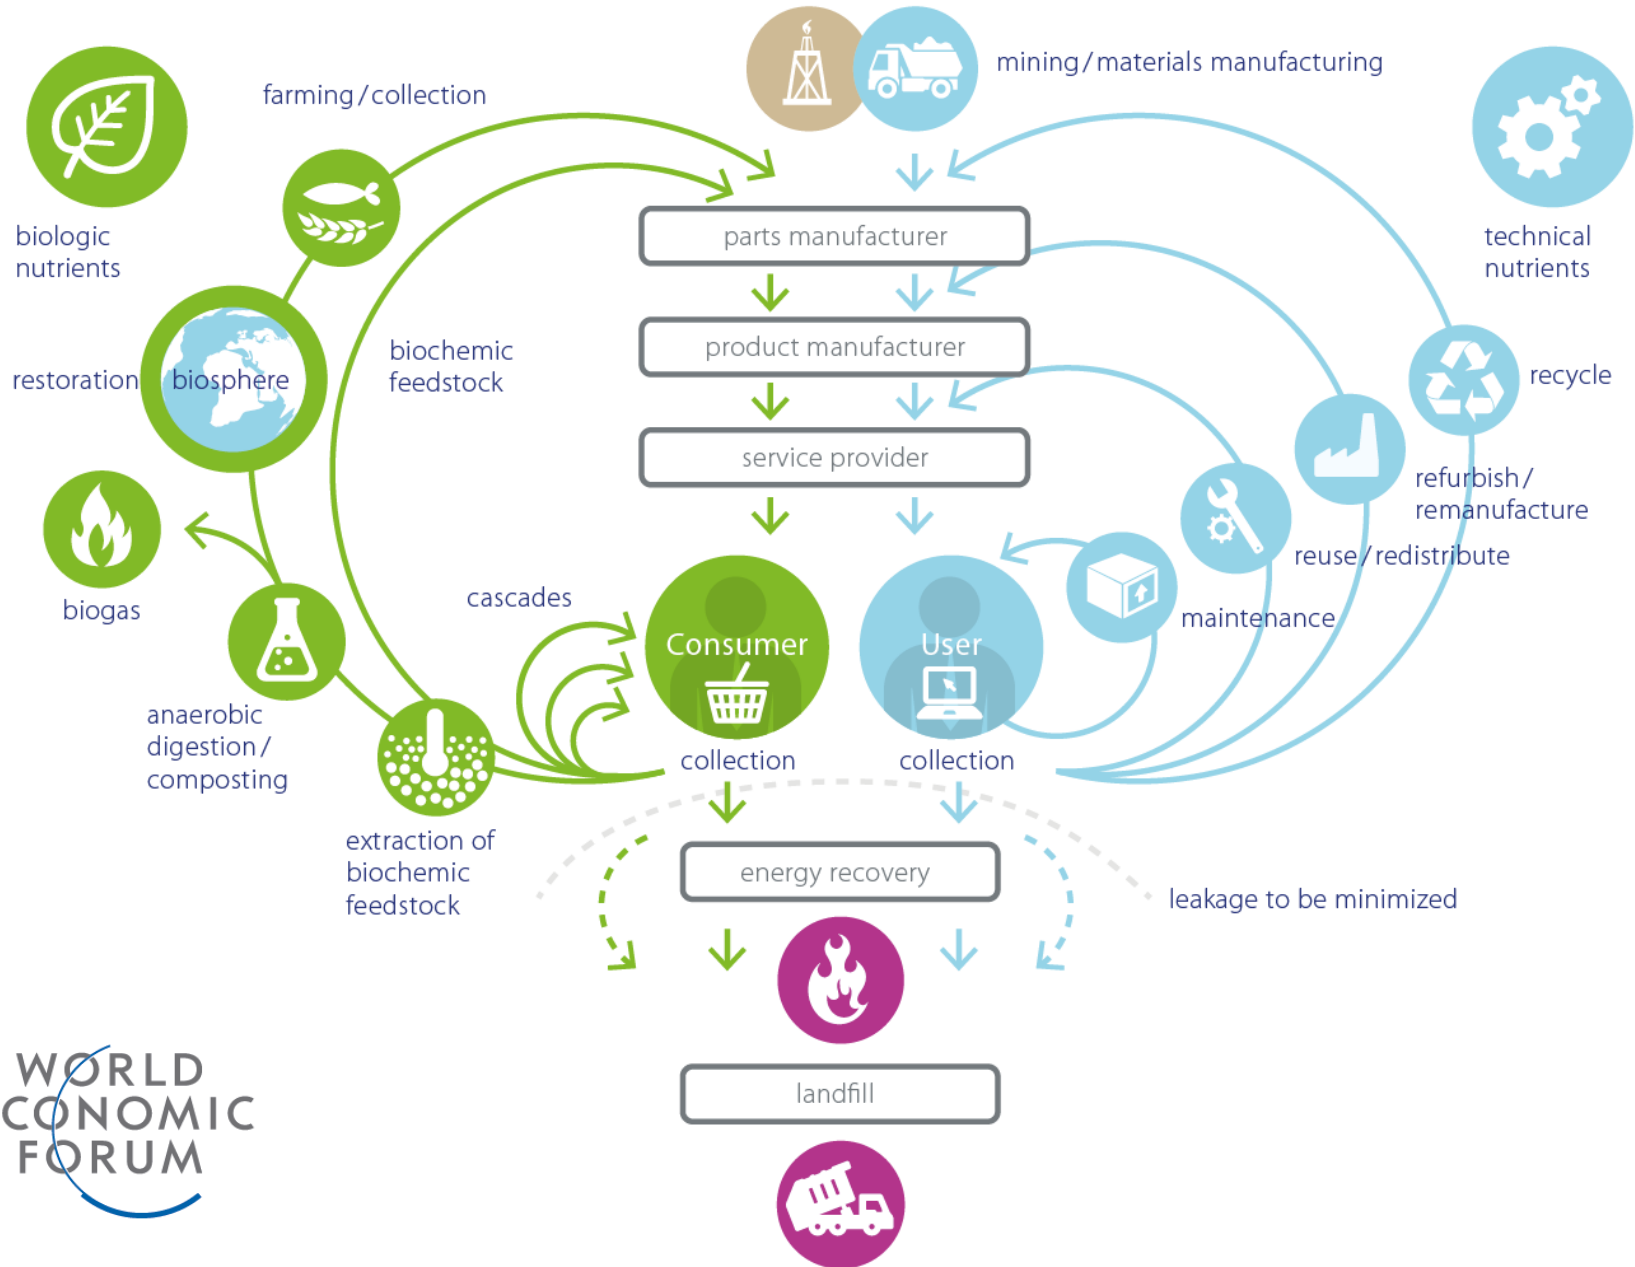 mining/materials manufacturing
farming/collection
biologic
nutrients
technical
nutrients
parts manufacturer
product manufacturer
service provider
biochemic
feedstock
restoration
biosphere
recycle
refurbish/
remanufacture
reuse/redistribute
maintenance
biogas
cascades
Consumer
User
collection
collection
anaerobic
digestion/
composting
extraction of
biochemic
feedstock
energy recovery
leakage to be minimized
landfill
WORLD
CONOMIC
FORUM